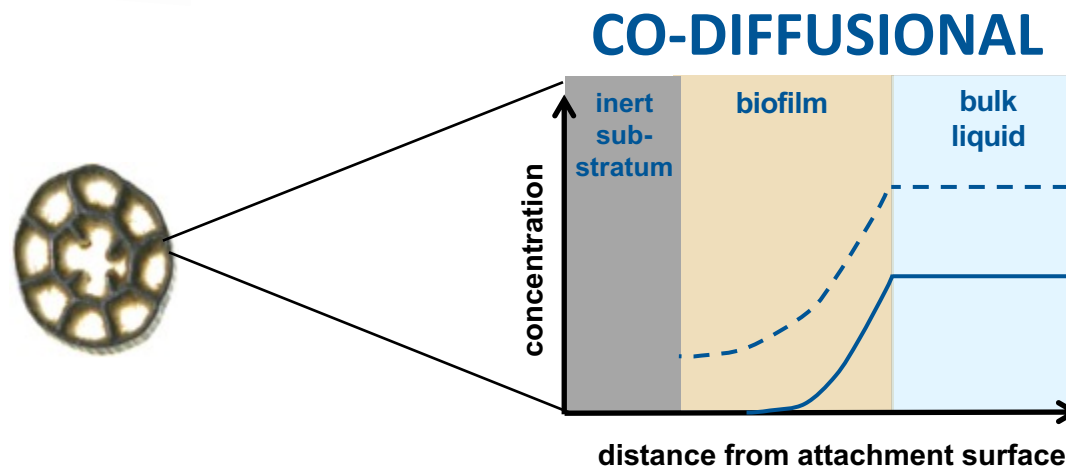 CO-DIFFUSIONAL
inert
sub-
stratum
biofilm
bulk
liquid
concentration
distance from attachment surface